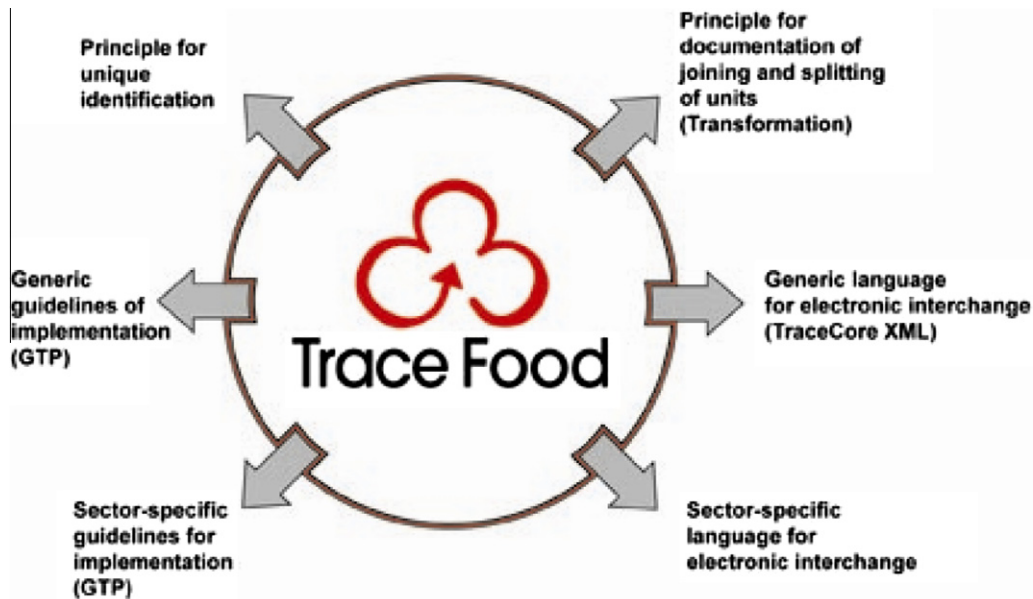 Principle for
unique
identification
Principle for
documentation of
joining and splitting
of units
(Transformation)
Generic
guidelines of
implementation
(GTP)
Generic language
for electronic interchange
(TraceCore XML)
Trace Food
Sector-specific
guidelines for
implementation
(GTP)
Sector-specific
language for
electronic interchange